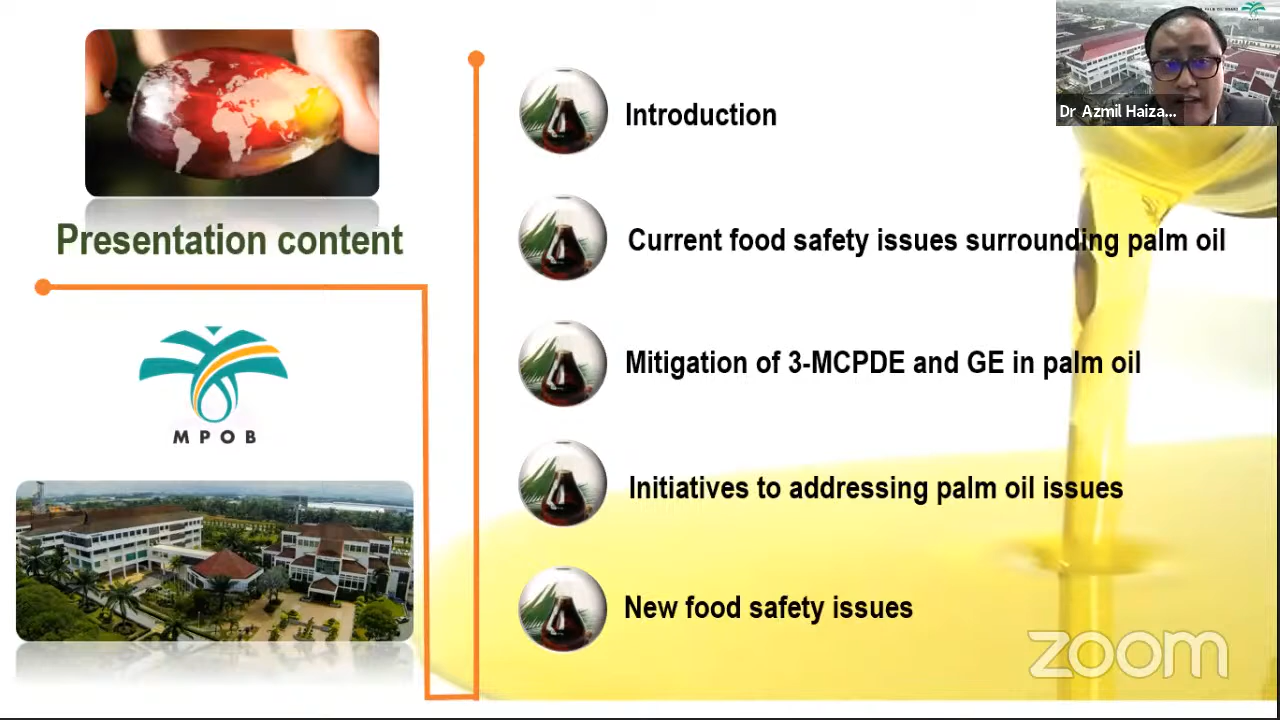 Presentation content
MPOB
Introduction
Current food safety issues surrounding palm oil
Mitigation of 3-MCPDE and GE in palm oil
Initiatives to addressing palm oil issues
New food safety issues
Dr Azmil Haiza...
zoom